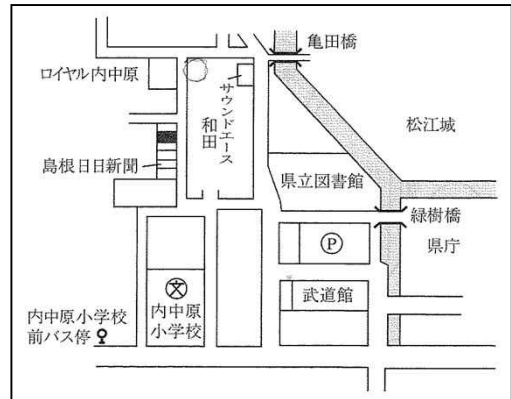 亀田橋
ロイヤル内中原
サウンドエース
和田
松江城
島根日日新聞
県立図書館
緑樹橋
県庁
P
文
内中原
小学校
武道館
内中原小学校
前バス停